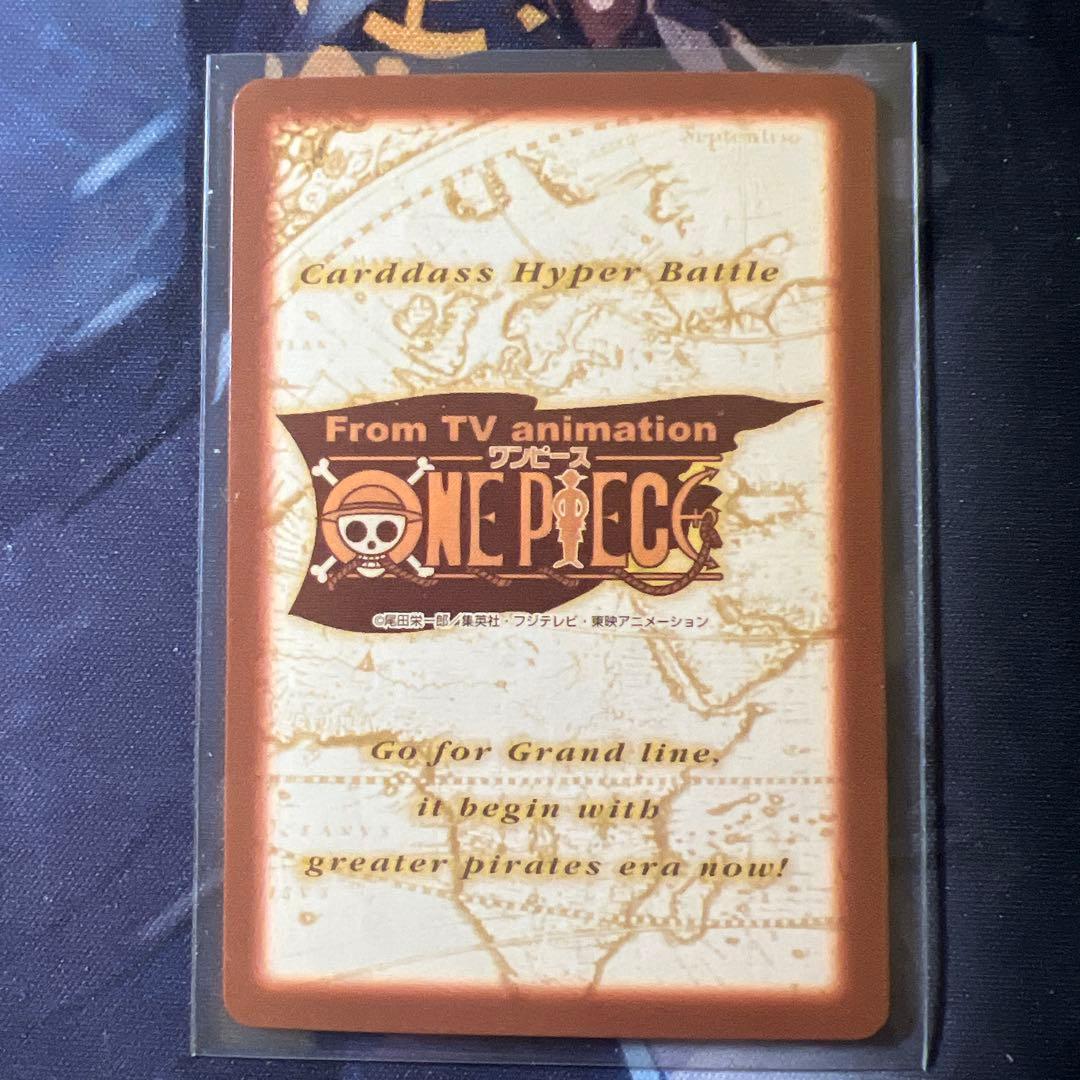 Septentrio
Carddass Hyper Battle
From TV animation
ワンピース
ONE PIECE
©尾田栄一郎／集英社・フジテレビ・東映アニメーション
Go for Grand line,
it begin with
greater pirates era now!